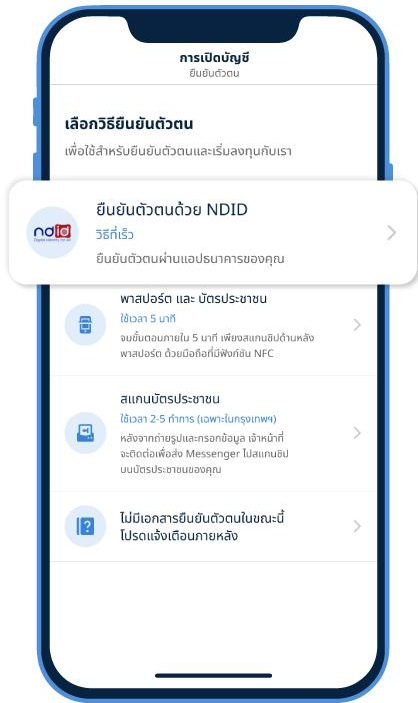 การเปิดบัญชี
ยืนยันตัวตน
เลือกวิธียืนยันตัวตน
เพื่อใช้สำหรับยืนยันตัวตนและเริ่มลงทุนกับเรา
ndid
Digital Identity for All
ยืนยันตัวตนด้วย NDID
วิธีที่เร็ว
ยืนยันตัวตนผ่านแอปธนาคารของคุณ
พาสปอร์ต และ บัตรประชาชน
ใช้เวลา 5 นาที
จบขั้นตอนภายใน 5 นาที เพียงสแกนชิปด้านหลัง
พาสปอร์ต ด้วยมือถือที่มีฟังก์ชัน NFC
สแกนบัตรประชาชน
ใช้เวลา 2-5 ทำการ (เฉพาะในกรุงเทพฯ)
หลังจากถ่ายรูปและกรอกข้อมูล เจ้าหน้าที่
จะติดต่อเพื่อส่ง Messenger ไปสแกนชิป
บนบัตรประชาชนของคุณ
ไม่มีเอกสารยืนยันตัวตนในขณะนี้
โปรดแจ้งเตือนภายหลัง